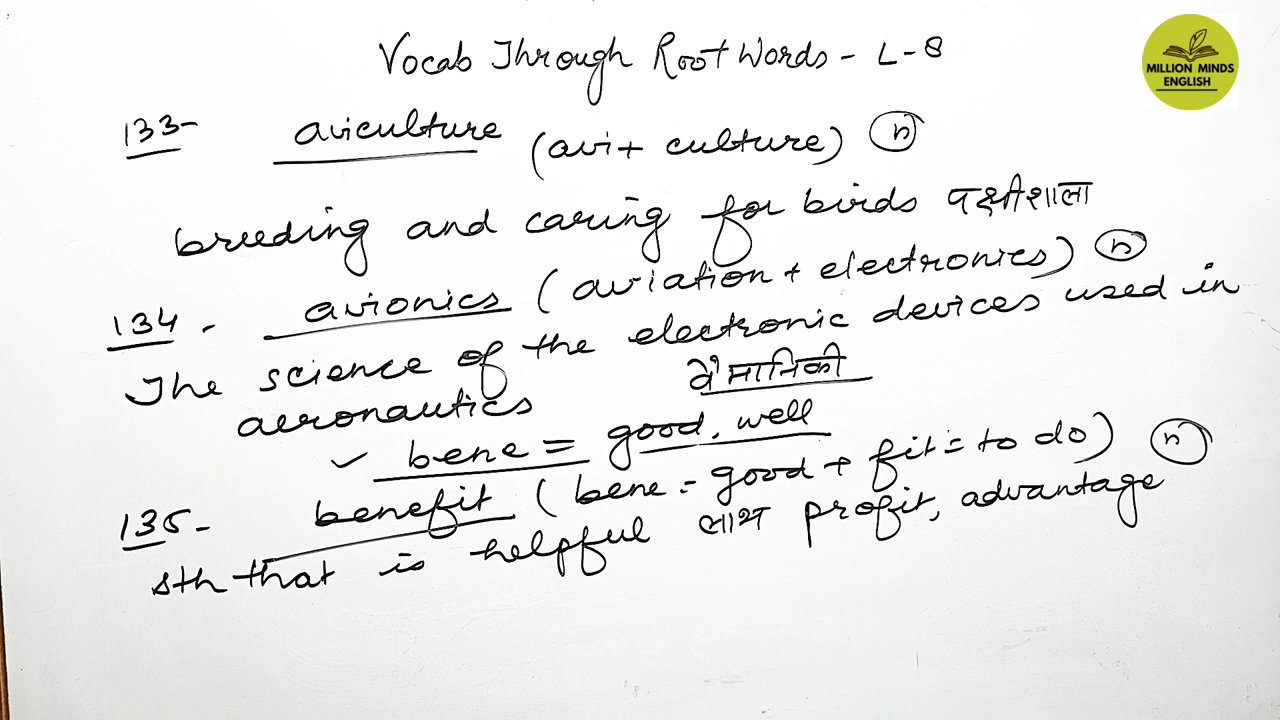 Vocab Through Root Words - L-8
MILLION MINDS
ENGLISH
133- aviculture (avi+ culture) n
breeding and caring for birds पक्षीशाला
134. avionics (aviation + electronics) n
The science of the electronic devices used in
aeronautics वैमानिकी
✓ bene = good, well
135- benefit (bene = good + fit = to do) n
sth that is helpful लाभ profit, advantage